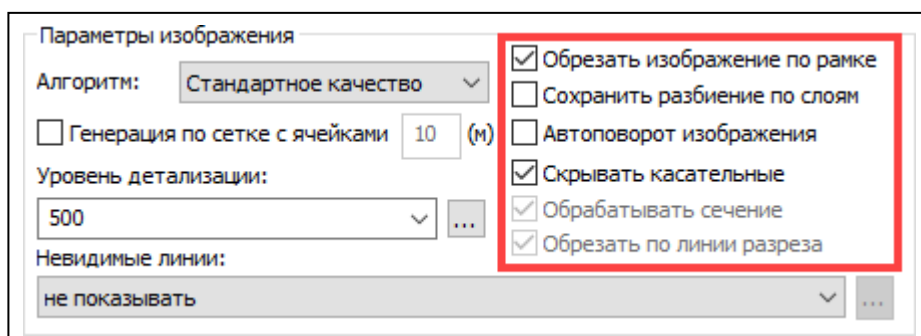 Параметры изображения
Алгоритм: Стандартное качество
Генерация по сетке с ячейками 10 (м)
Уровень детализации:
500 ...
Невидимые линии:
не показывать ...
Обрезать изображение по рамке
Сохранить разбиение по слоям
Автоповорот изображения
Скрывать касательные
Обрабатывать сечение
Обрезать по линии разреза